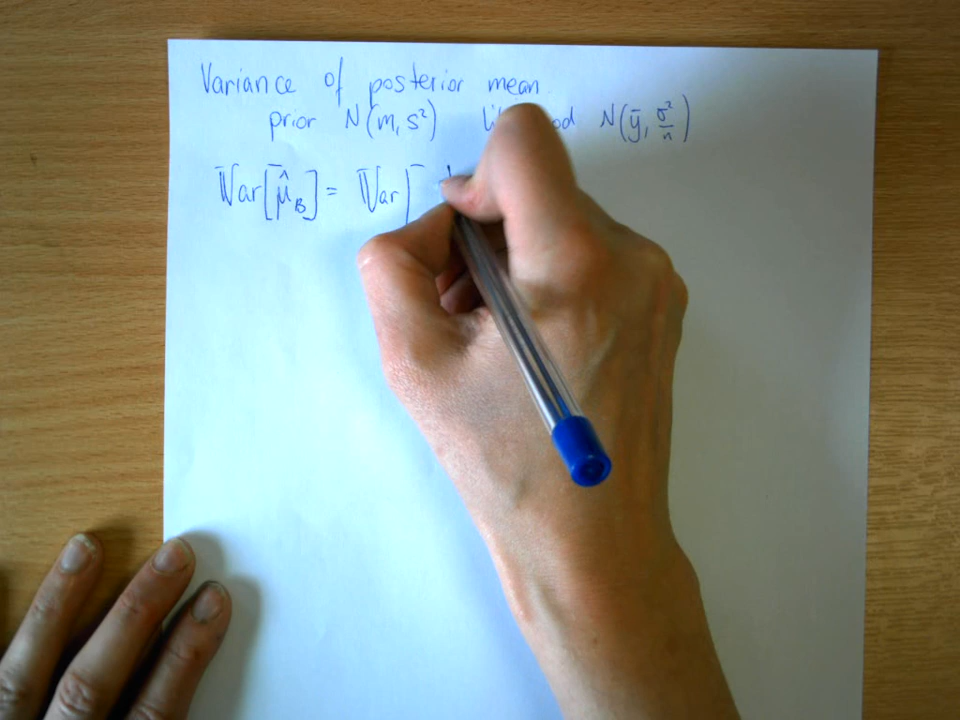 Variance of posterior mean
prior N(m, s²) N(ȳ, σ²/n)
Var[μ̂_B] = Var[